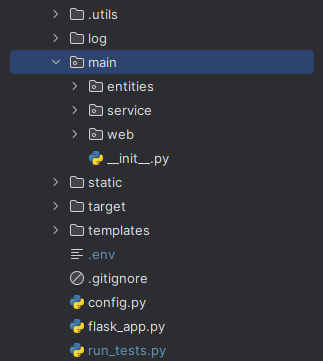 .utils
log
main
entities
service
web
__init__.py
static
target
templates
.env
.gitignore
config.py
flask_app.py
run_tests.py